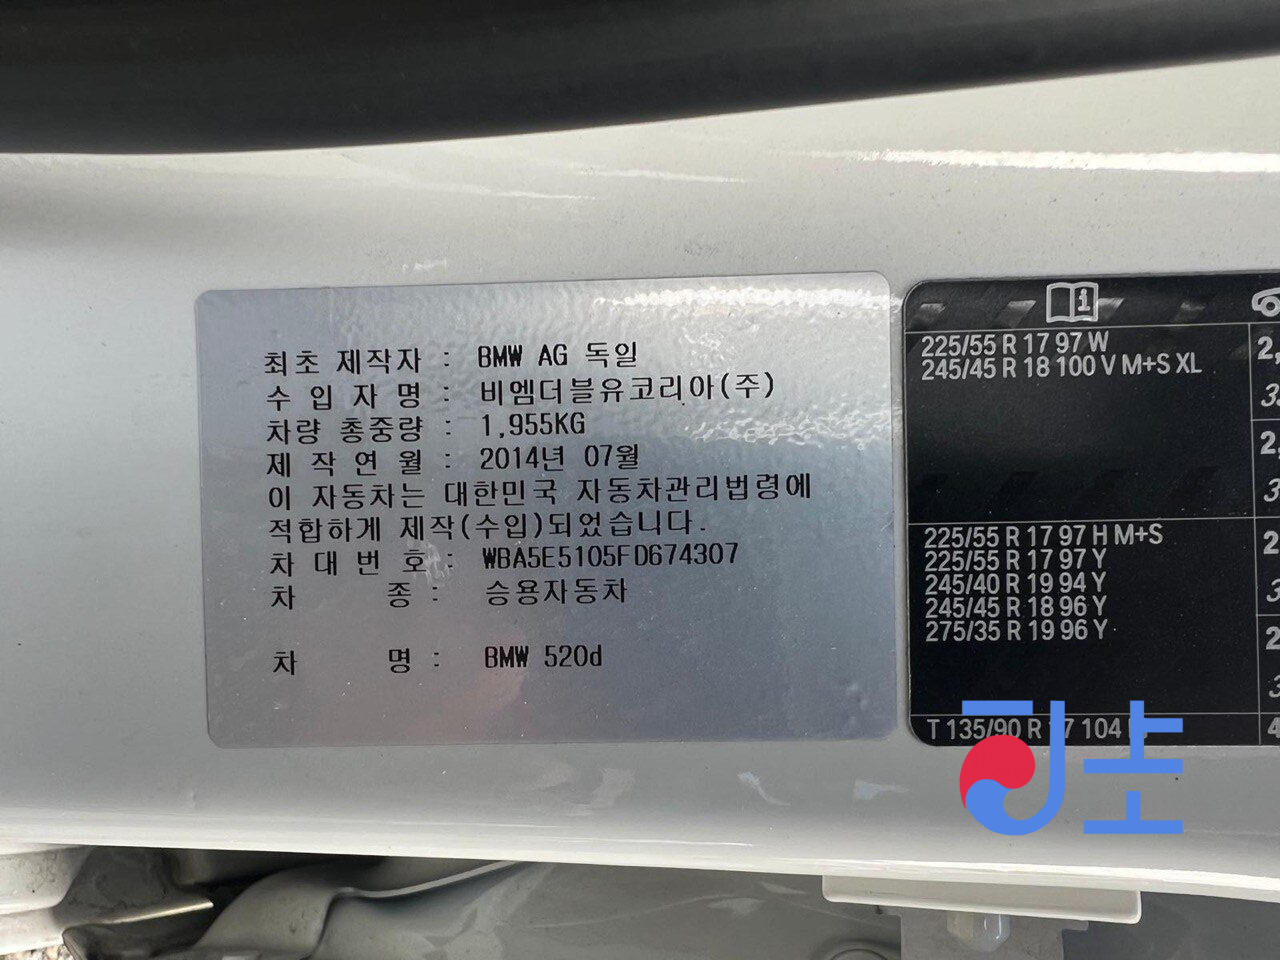 최초 제작자 : BMW AG 독일
수 입 자 명 : 비엠더블유코리아(주)
차량 총중량 : 1,955KG
제 작 연 월 : 2014년 07월
이 자동차는 대한민국 자동차관리법령에
적합하게 제작(수입)되었습니다.
차 대 번 호 : WBA5E5105FD674307
차 종 : 승용자동차
차 명 : BMW 520d
225/55 R 17 97 W
245/45 R 18 100 V M+S XL
225/55 R 17 97 H M+S
225/55 R 17 97 Y
245/40 R 19 94 Y
245/45 R 18 96 Y
275/35 R 19 96 Y
T 135/90 R 17 104